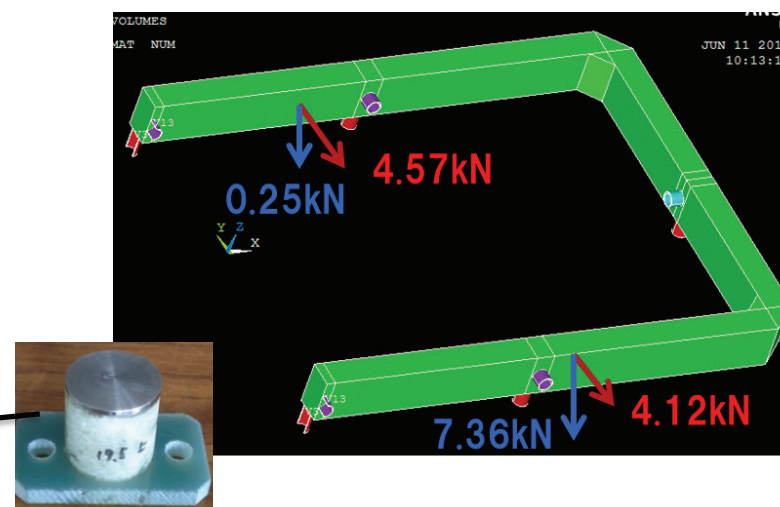 VOLUMES
MAT NUM
ANS
JUN 11 201
10:13:1
V13
4.57kN
0.25kN
Y Z X
V13
4.12kN
7.36kN
19.5 E